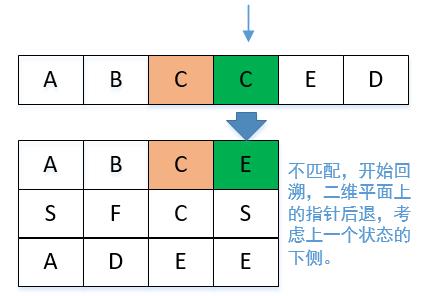 A B C C E D
A B C E
S F C S
A D E E
不匹配，开始回
溯，二维平面上
的指针后退，考
虑上一个状态的
下侧。